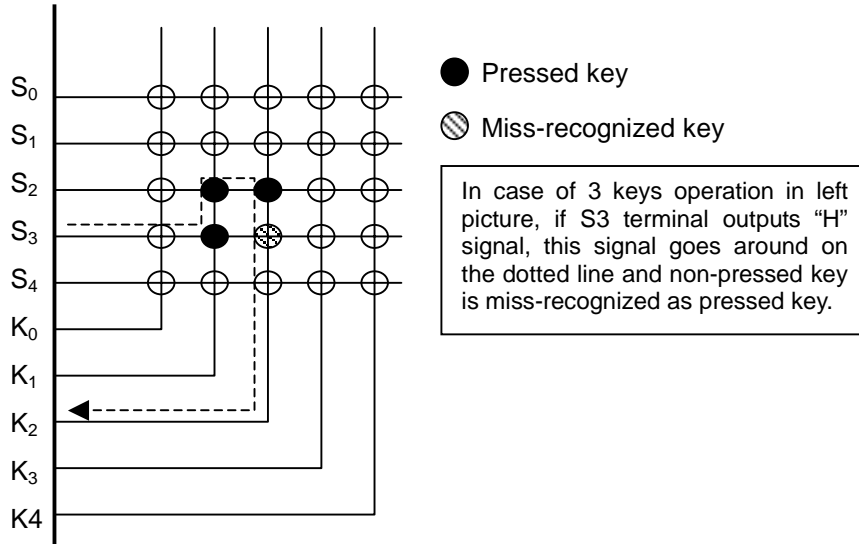 S0
S1
S2
S3
S4
K0
K1
K2
K3
K4
Pressed key
Miss-recognized key
In case of 3 keys operation in left
picture, if S3 terminal outputs “H”
signal, this signal goes around on
the dotted line and non-pressed key
is miss-recognized as pressed key.